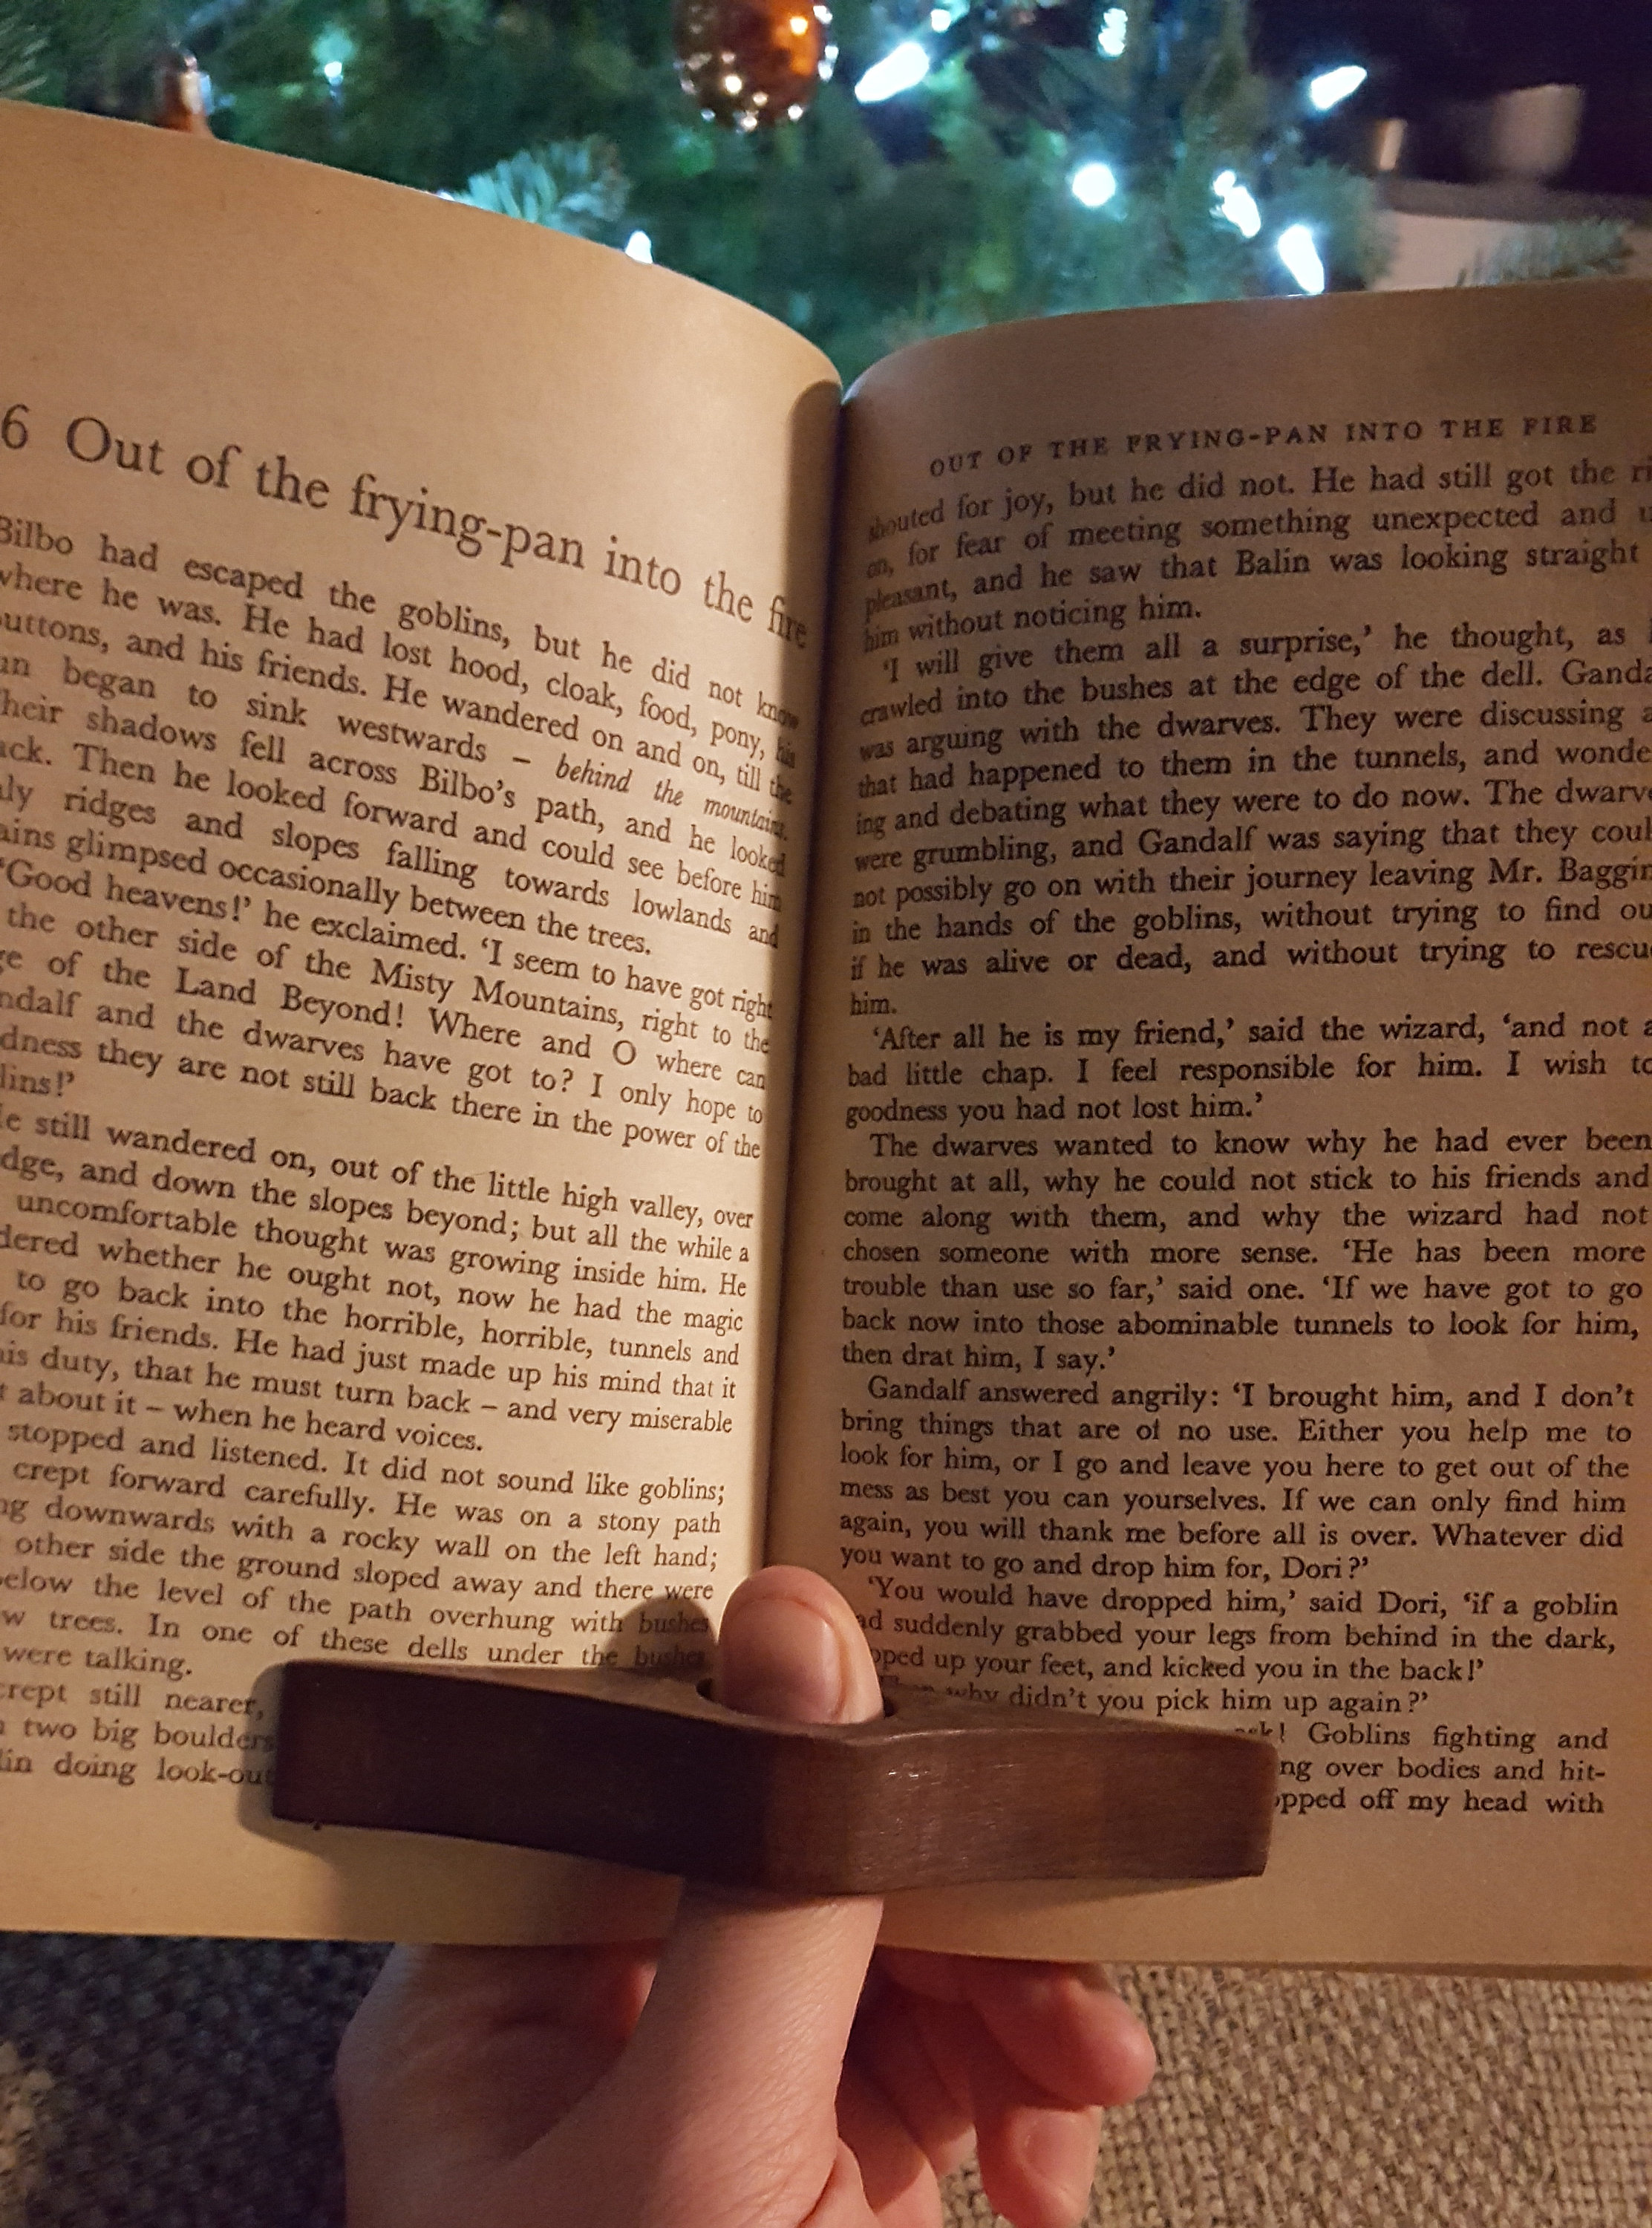 6 Out of the frying-pan into the fire
Bilbo had escaped the goblins, but he did not know
where he was. He had lost hood, cloak, food, pony, his
buttons, and his friends. He wandered on and on, till the
began to sink westwards – behind the mountains.
Their shadows fell across Bilbo's path, and he looked
Then he looked forward and could see before him
ridges and slopes falling towards lowlands and
glimpsed occasionally between the trees.
'Good heavens!' he exclaimed. 'I seem to have got right
the other side of the Misty Mountains, right to the
of the Land Beyond! Where and O where can
and the dwarves have got to? I only hope to
they are not still back there in the power of the
He still wandered on, out of the little high valley, over
and down the slopes beyond; but all the while a
uncomfortable thought was growing inside him. He
whether he ought not, now he had the magic
to go back into the horrible, horrible, tunnels and
for his friends. He had just made up his mind that it
his duty, that he must turn back – and very miserable
about it – when he heard voices.
stopped and listened. It did not sound like goblins;
crept forward carefully. He was on a stony path
downwards with a rocky wall on the left hand;
other side the ground sloped away and there were
below the level of the path overhung with bushes
trees. In one of these dells under the bushes
were talking.
crept still nearer,
two big boulders
doing look-out
OUT OF THE FRYING-PAN INTO THE FIRE
shouted for joy, but he did not. He had still got the
on, for fear of meeting something unexpected and
pleasant, and he saw that Balin was looking straight
him without noticing him.
'I will give them all a surprise,' he thought, as
crawled into the bushes at the edge of the dell. Gandalf
was arguing with the dwarves. They were discussing
that had happened to them in the tunnels, and wonder-
ing and debating what they were to do now. The dwarves
were grumbling, and Gandalf was saying that they could
not possibly go on with their journey leaving Mr. Baggins
in the hands of the goblins, without trying to find out
if he was alive or dead, and without trying to rescue
him.
'After all he is my friend,' said the wizard, 'and not a
bad little chap. I feel responsible for him. I wish to
goodness you had not lost him.'
The dwarves wanted to know why he had ever been
brought at all, why he could not stick to his friends and
come along with them, and why the wizard had not
chosen someone with more sense. 'He has been more
trouble than use so far,' said one. 'If we have got to go
back now into those abominable tunnels to look for him,
then drat him, I say.'
Gandalf answered angrily: 'I brought him, and I don't
bring things that are of no use. Either you help me to
look for him, or I go and leave you here to get out of the
mess as best you can yourselves. If we can only find him
again, you will thank me before all is over. Whatever did
you want to go and drop him for, Dori?'
'You would have dropped him,' said Dori, 'if a goblin
had suddenly grabbed your legs from behind in the dark,
up your feet, and kicked you in the back!'
why didn't you pick him up again?'
Goblins fighting and
over bodies and hit-
off my head with